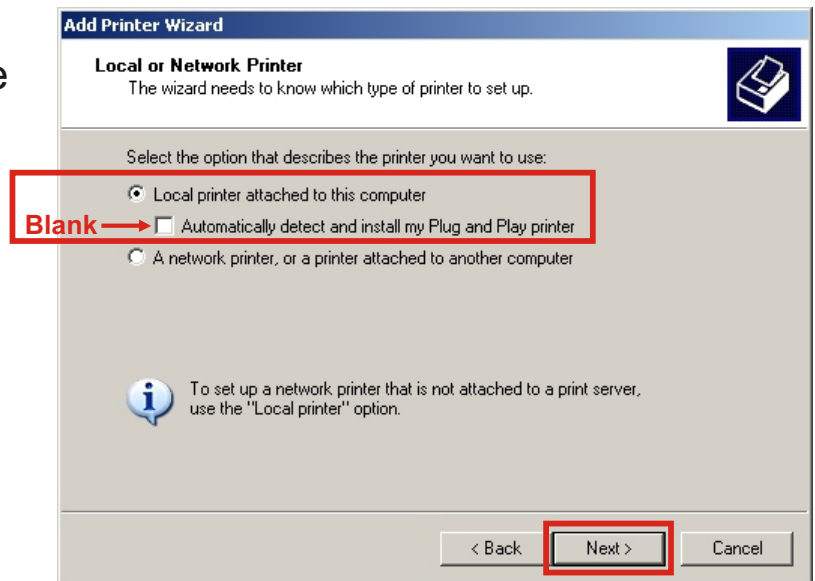 Add Printer Wizard
e
Local or Network Printer
The wizard needs to know which type of printer to set up.
Select the option that describes the printer you want to use:
Local printer attached to this computer
Blank
Automatically detect and install my Plug and Play printer
A network printer, or a printer attached to another computer
To set up a network printer that is not attached to a print server,
use the "Local printer" option.
< Back
Next >
Cancel